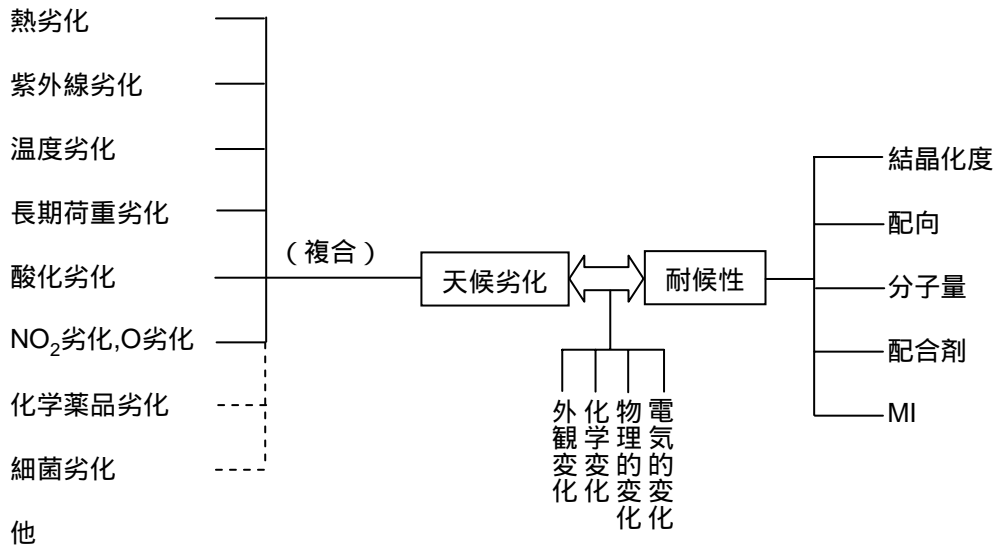 熱劣化
紫外線劣化
温度劣化
長期荷重劣化
酸化劣化
NO₂劣化,O劣化
化学薬品劣化
細菌劣化
他
（複合）
天候劣化
耐候性
外観変化
化学変化
物理的変化
電気的変化
結晶化度
配向
分子量
配合剤
MI